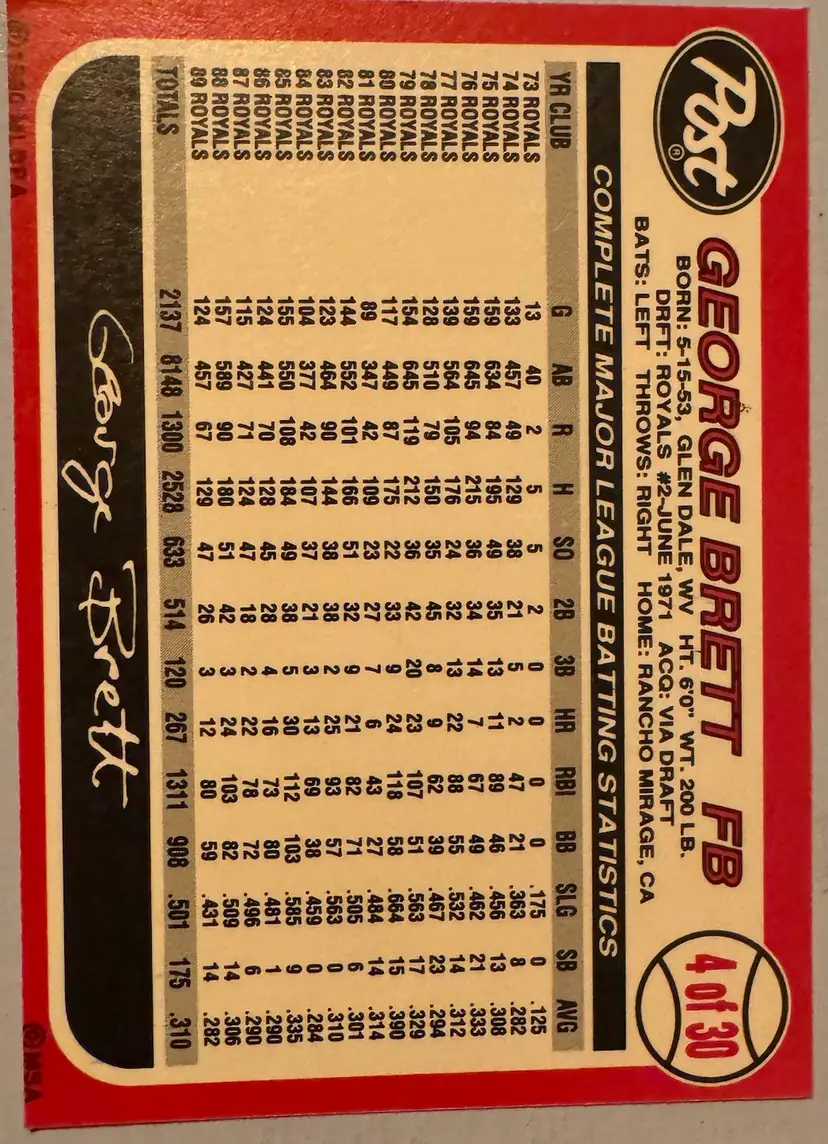 Post®
GEORGE BRETT FB
4 of 30
BORN: 5-15-53, GLEN DALE, WV HT. 6'0" WT. 200 LB.
DRFT: ROYALS #2-JUNE 1971 ACQ: VIA DRAFT
BATS: LEFT THROWS: RIGHT HOME: RANCHO MIRAGE, CA
COMPLETE MAJOR LEAGUE BATTING STATISTICS
YR CLUB G AB R H SO 2B 3B HR RBI BB SLG SB AVG
73 ROYALS 13 40 2 5 5 2 0 0 0 0 .175 0 .125
74 ROYALS 133 457 49 129 38 21 5 2 47 21 .363 8 .282
75 ROYALS 159 634 84 195 49 35 13 11 89 46 .456 13 .308
76 ROYALS 159 645 94 215 36 34 14 7 67 49 .462 21 .333
77 ROYALS 139 564 105 176 24 32 13 22 88 55 .532 14 .312
78 ROYALS 128 510 79 150 35 45 8 9 62 39 .467 23 .294
79 ROYALS 154 645 119 212 36 42 20 23 107 51 .563 17 .329
80 ROYALS 117 449 87 175 22 33 9 24 118 58 .664 15 .390
81 ROYALS 89 347 42 109 23 27 7 6 43 27 .484 14 .314
82 ROYALS 144 552 101 166 51 32 9 21 82 71 .505 6 .301
83 ROYALS 123 464 90 144 38 38 2 25 93 57 .563 0 .310
84 ROYALS 104 377 42 107 37 21 3 13 69 38 .459 0 .284
85 ROYALS 155 550 108 184 49 38 5 30 112 103 .585 9 .335
86 ROYALS 124 441 70 128 45 28 4 16 73 80 .481 1 .290
87 ROYALS 115 427 71 124 47 18 2 22 78 72 .496 6 .290
88 ROYALS 157 589 90 180 51 42 3 24 103 82 .509 14 .306
89 ROYALS 124 457 67 129 47 26 3 12 80 59 .431 14 .282
TOTALS 2137 8148 1300 2528 633 514 120 267 1311 908 .501 175 .310
George Brett
©1990 MLBPA
©MSA